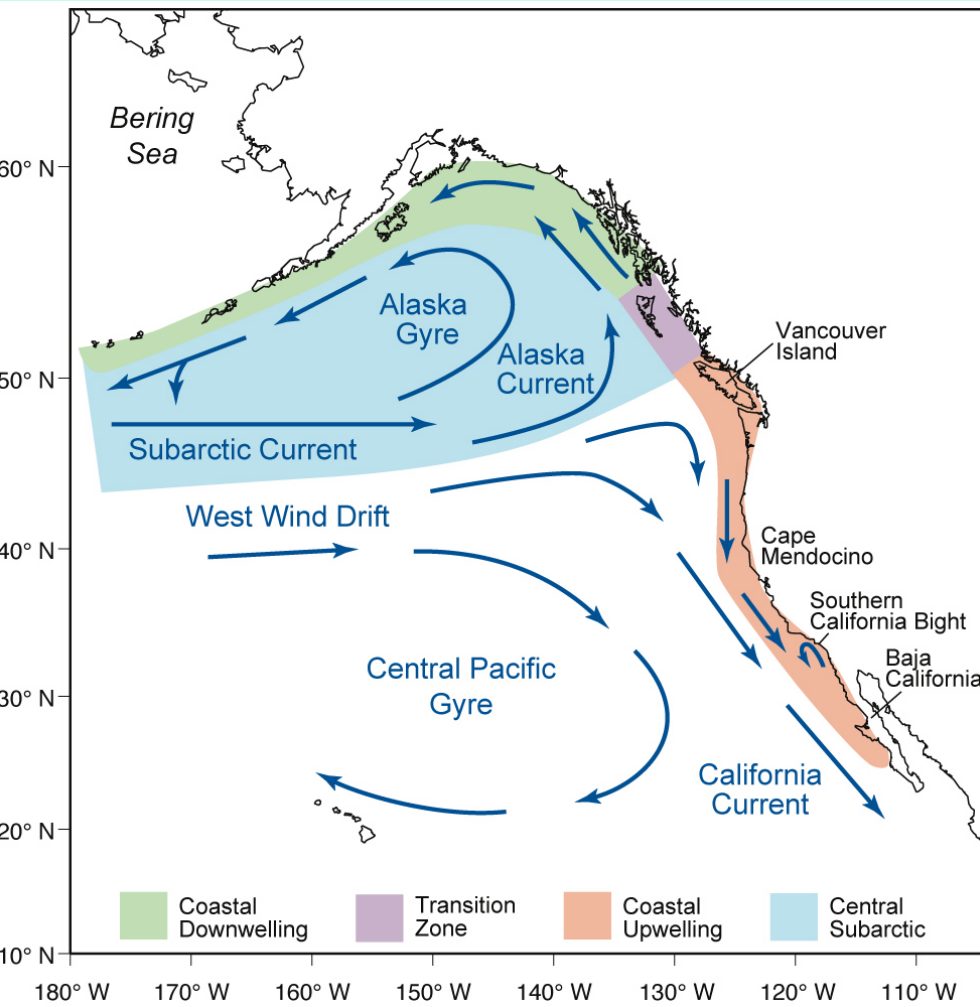 Bering
Sea
60° N
Alaska
Gyre
Alaska
Current
Vancouver
Island
50° N
Subarctic Current
West Wind Drift
40° N
Cape
Mendocino
Southern
California Bight
Central Pacific
Gyre
Baja
California
30° N
California
Current
20° N
Coastal
Downwelling
Transition
Zone
Coastal
Upwelling
Central
Subarctic
10° N
180° W 170° W 160° W 150° W 140° W 130° W 120° W 110° W